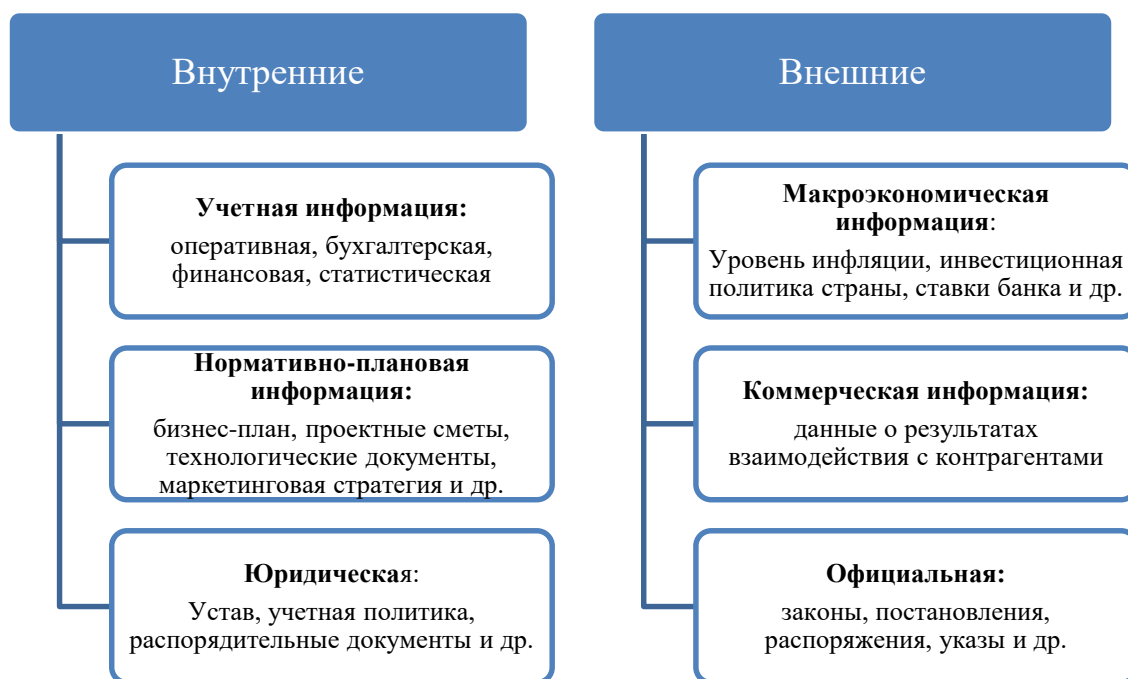 Внутренние
Учетная информация:
оперативная, бухгалтерская,
финансовая, статистическая
Нормативно-плановая
информация:
бизнес-план, проектные сметы,
технологические документы,
маркетинговая стратегия и др.
Юридическая:
Устав, учетная политика,
распорядительные документы и др.
Внешние
Макроэкономическая
информация:
Уровень инфляции, инвестиционная
политика страны, ставки банка и др.
Коммерческая информация:
данные о результатах
взаимодействия с контрагентами
Официальная:
законы, постановления,
распоряжения, указы и др.